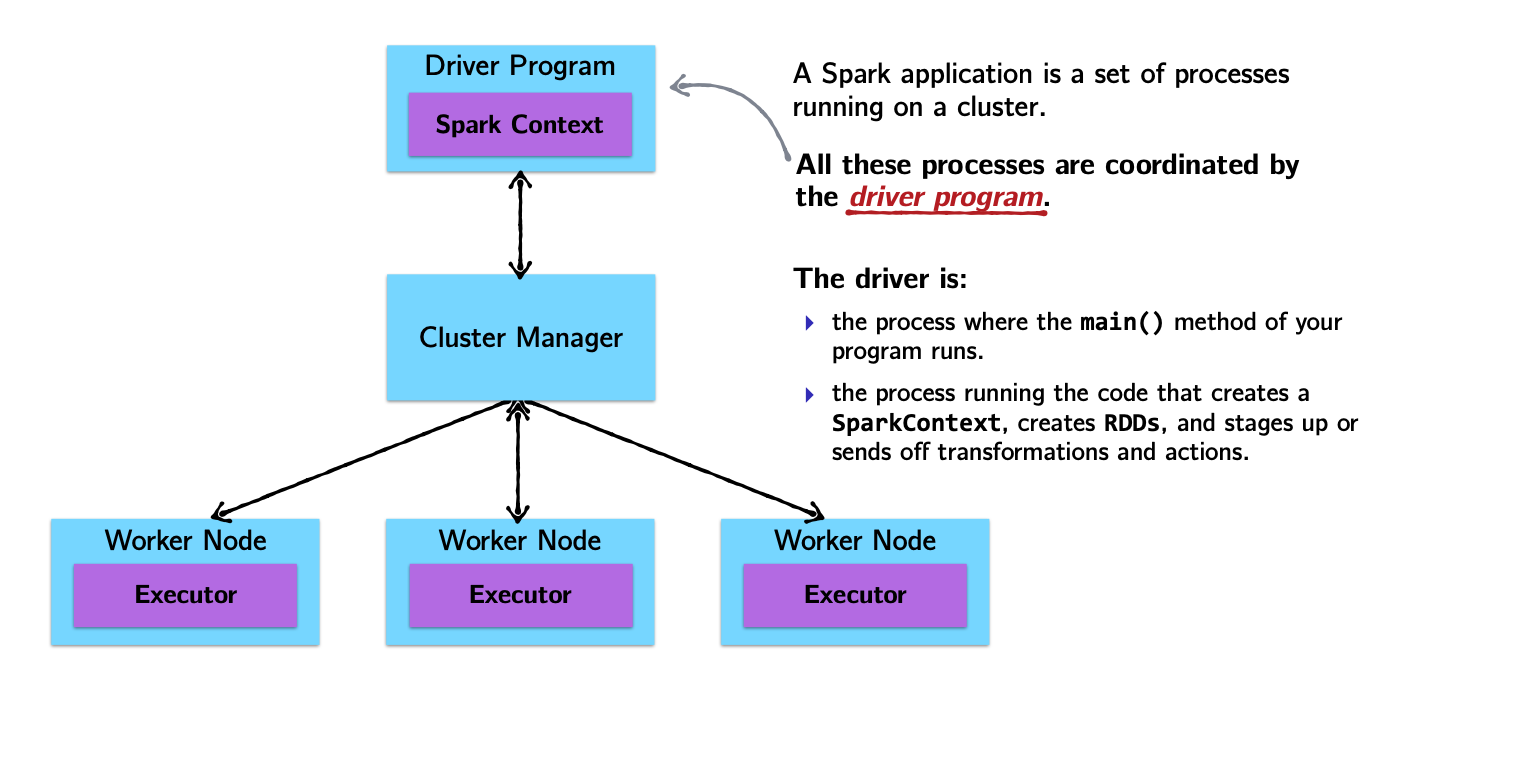 Driver Program
Spark Context
A Spark application is a set of processes
running on a cluster.
All these processes are coordinated by
the driver program.
The driver is:
the process where the main() method of your
program runs.
the process running the code that creates a
SparkContext, creates RDDs, and stages up or
sends off transformations and actions.
Cluster Manager
Worker Node
Executor
Worker Node
Executor
Worker Node
Executor